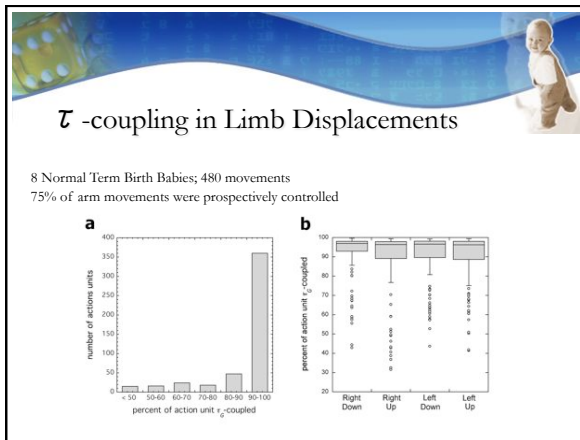 τ -coupling in Limb Displacements
8 Normal Term Birth Babies; 480 movements
75% of arm movements were prospectively controlled
a
number of actions units
400
350
300
250
200
150
100
50
0
< 50 50-60 60-70 70-80 80-90 90-100
percent of action unit τG-coupled
b
percent of action unit τG-coupled
100
90
80
70
60
50
40
30
20
Right Down
Right Up
Left Down
Left Up